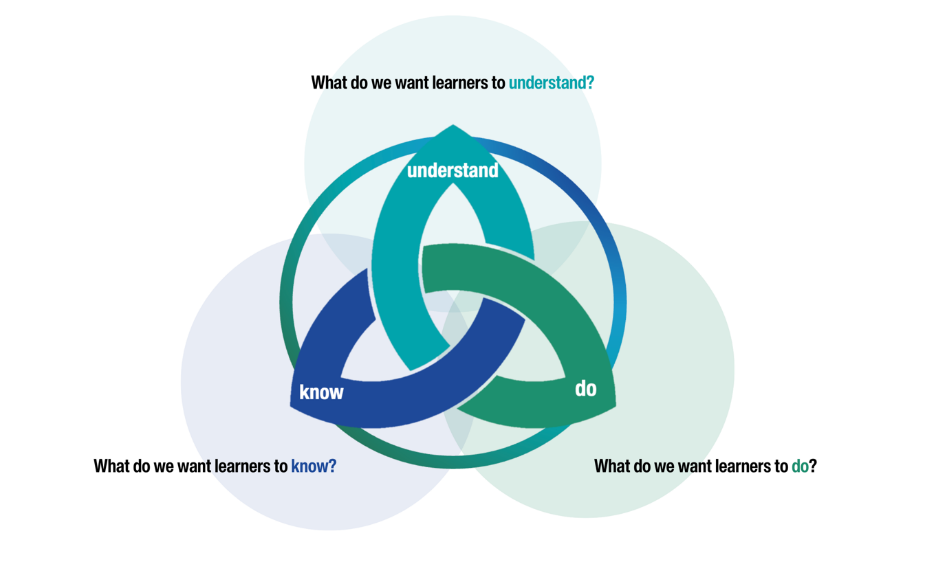 What do we want learners to understand?
understand
know
do
What do we want learners to know?
What do we want learners to do?